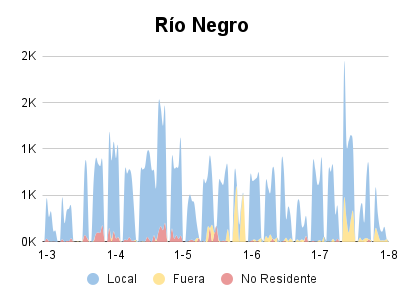 Río Negro
2K
2K
1K
1K
0K
1-3 1-4 1-5 1-6 1-7 1-8
Local Fuera No Residente